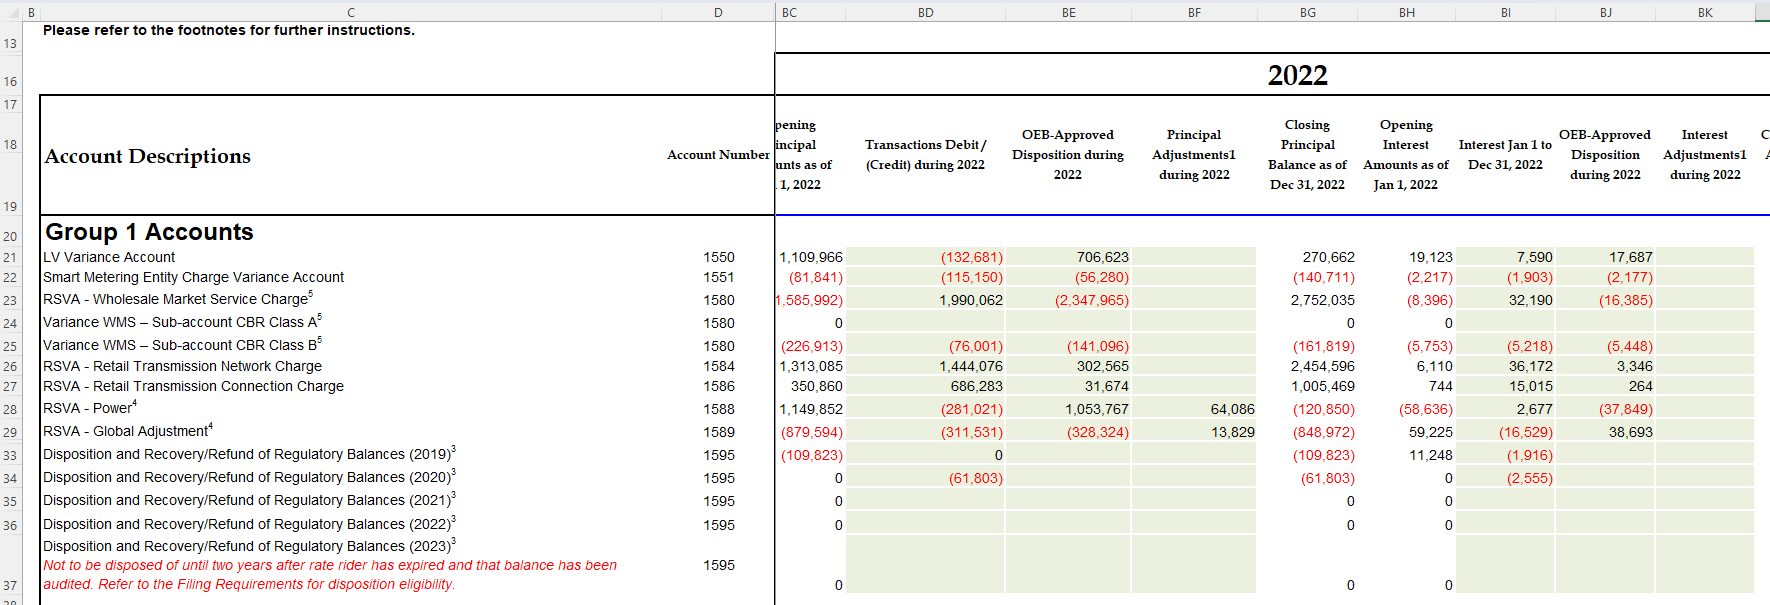 B C D BC BD BE BF BG BH BI BJ BK
13 Please refer to the footnotes for further instructions.
16 2022
17
18 Account Descriptions Account Number
pening
incipal
unts as of
1, 2022
Transactions Debit /
(Credit) during 2022
OEB-Approved
Disposition during
2022
Principal
Adjustments1
during 2022
Closing
Principal
Balance as of
Dec 31, 2022
Opening
Interest
Amounts as of
Jan 1, 2022
Interest Jan 1 to
Dec 31, 2022
OEB-Approved
Disposition
during 2022
Interest
Adjustments1
during 2022
C
A
19
20 Group 1 Accounts
21 LV Variance Account 1550 1,109,966 (132,681) 706,623 270,662 19,123 7,590 17,687
22 Smart Metering Entity Charge Variance Account 1551 (81,841) (115,150) (56,280) (140,711) (2,217) (1,903) (2,177)
23 RSVA - Wholesale Market Service Charge5 1580 1,585,992) 1,990,062 (2,347,965) 2,752,035 (8,396) 32,190 (16,385)
24 Variance WMS – Sub-account CBR Class A5 1580 0 0 0
25 Variance WMS – Sub-account CBR Class B5 1580 (226,913) (76,001) (141,096) (161,819) (5,753) (5,218) (5,448)
26 RSVA - Retail Transmission Network Charge 1584 1,313,085 1,444,076 302,565 2,454,596 6,110 36,172 3,346
27 RSVA - Retail Transmission Connection Charge 1586 350,860 686,283 31,674 1,005,469 744 15,015 264
28 RSVA - Power4 1588 1,149,852 (281,021) 1,053,767 64,086 (120,850) (58,636) 2,677 (37,849)
29 RSVA - Global Adjustment4 1589 (879,594) (311,531) (328,324) 13,829 (848,972) 59,225 (16,529) 38,693
33 Disposition and Recovery/Refund of Regulatory Balances (2019)3 1595 (109,823) 0 (109,823) 11,248 (1,916)
34 Disposition and Recovery/Refund of Regulatory Balances (2020)3 1595 0 (61,803) (61,803) 0 (2,555)
35 Disposition and Recovery/Refund of Regulatory Balances (2021)3 1595 0 0 0
36 Disposition and Recovery/Refund of Regulatory Balances (2022)3 1595 0 0 0
Disposition and Recovery/Refund of Regulatory Balances (2023)3
Not to be disposed of until two years after rate rider has expired and that balance has been 1595
37 audited. Refer to the Filing Requirements for disposition eligibility. 0 0 0